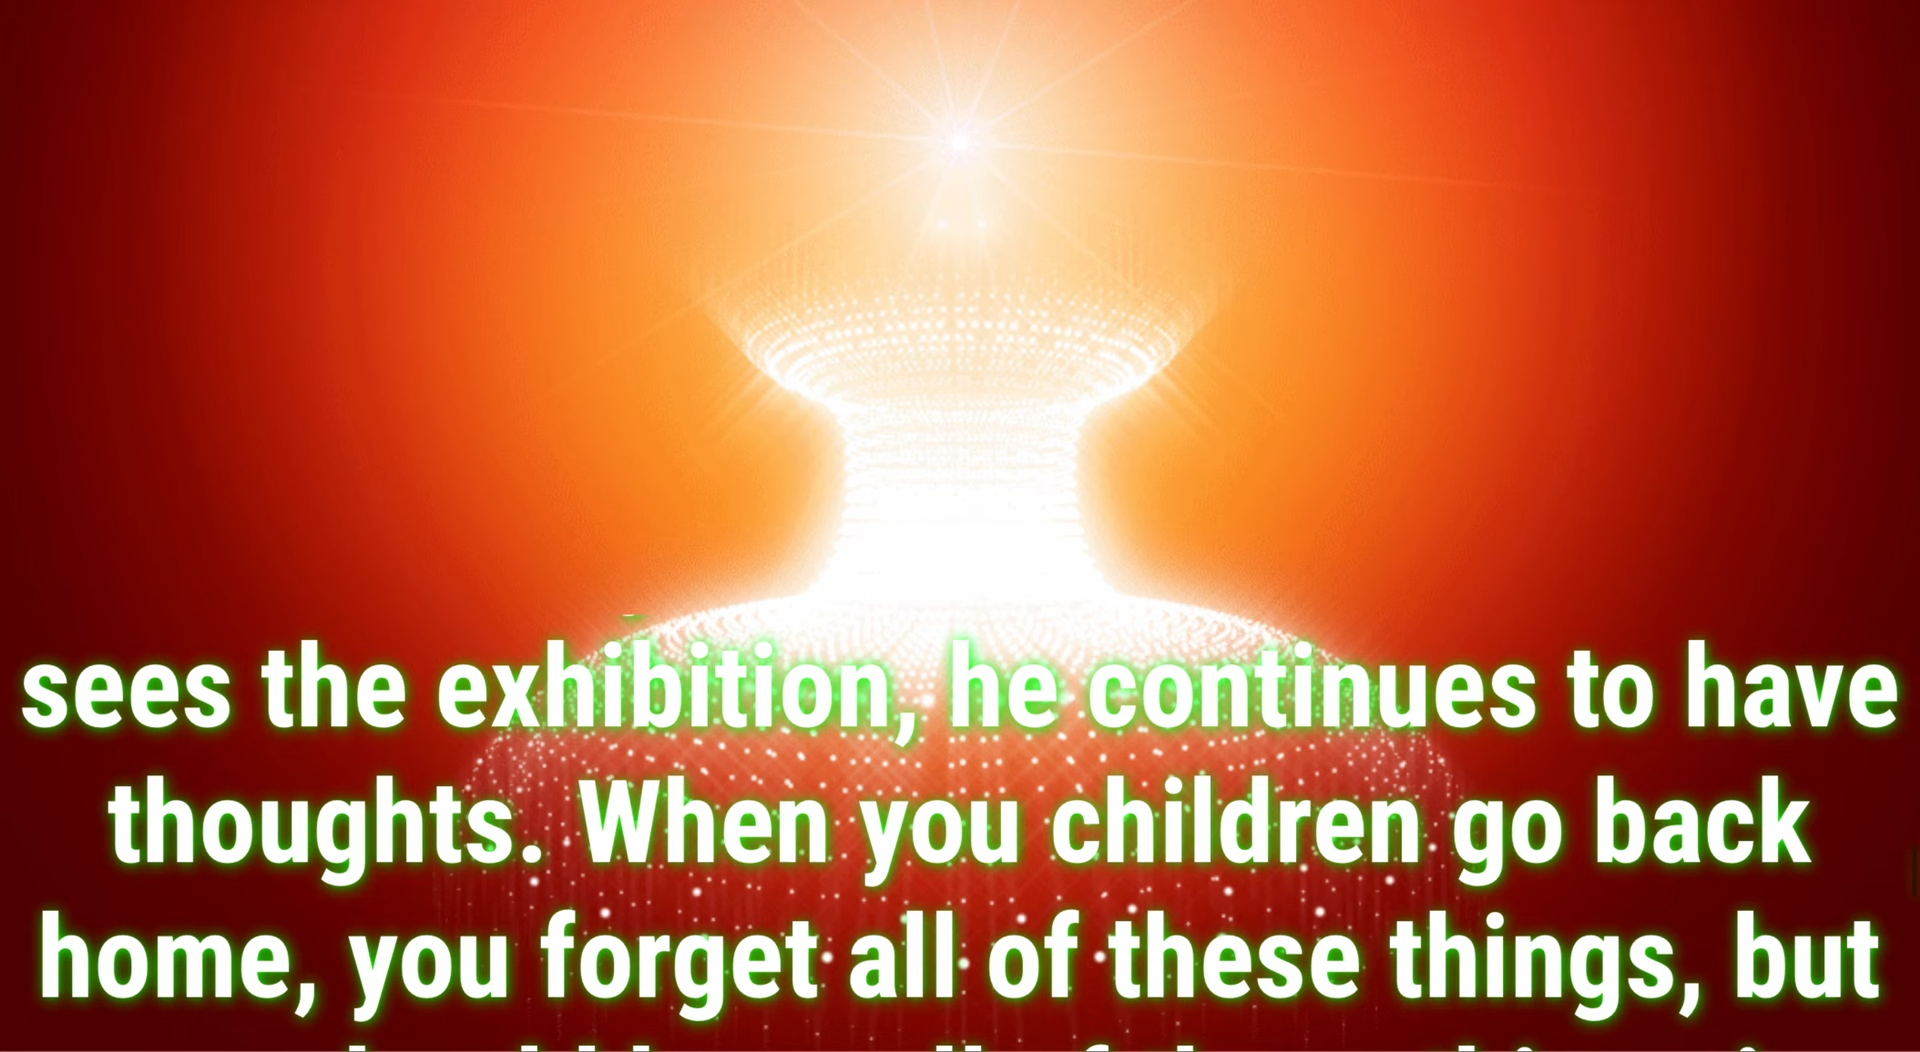 sees the exhibition, he continues to have
thoughts. When you children go back
home, you forget all of these things, but